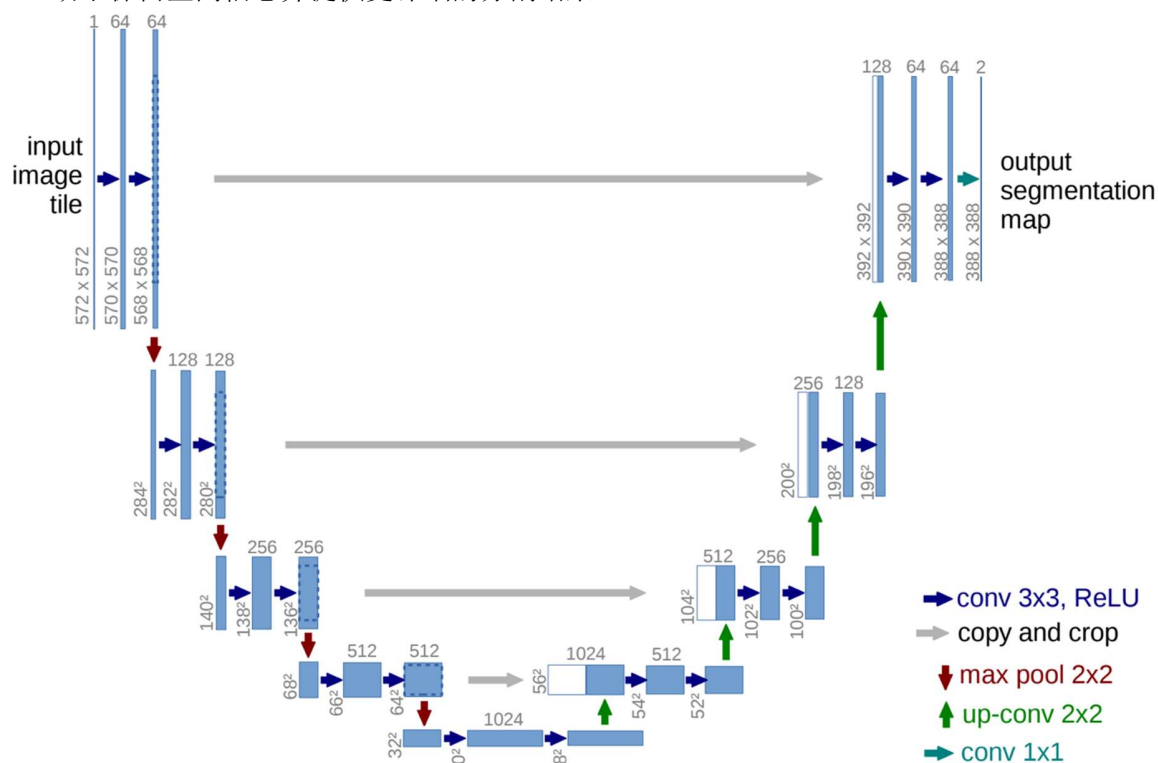 1 64 64
input
image
tile
572 x 572
570 x 570
568 x 568
128 64 64 2
output
segmentation
map
392 x 392
390 x 390
388 x 388
388 x 388
128 128
284²
282²
280²
256 128
200²
198²
196²
256 256
140²
138²
136²
512 256
104²
102²
100²
512 512
68²
66²
64²
1024 512
56²
54²
52²
1024
32²
conv 3x3, ReLU
copy and crop
max pool 2x2
up-conv 2x2
conv 1x1